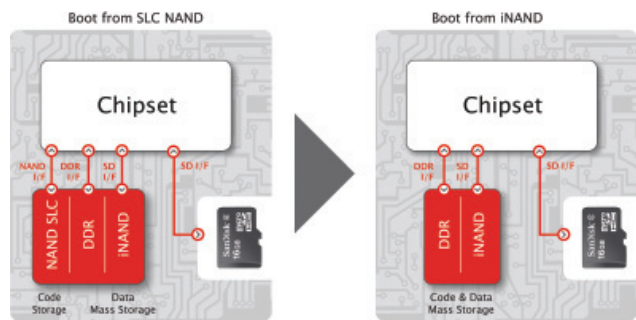 Boot from SLC NAND
Chipset
NAND
I/F
DDR
I/F
SD
I/F
SD I/F
NAND SLC
DDR
iNAND
SanDisk
16GB
Code
Storage
Data
Mass Storage
Boot from iNAND
Chipset
DDR
I/F
SD
I/F
SD I/F
DDR
iNAND
SanDisk
16GB
Code & Data
Mass Storage